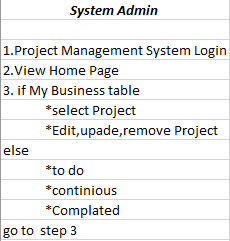 System Admin
1.Project Management System Login
2.View Home Page
3. if My Business table
*select Project
*Edit,upade,remove Project
else
*to do
*continious
*Complated
go to  step 3